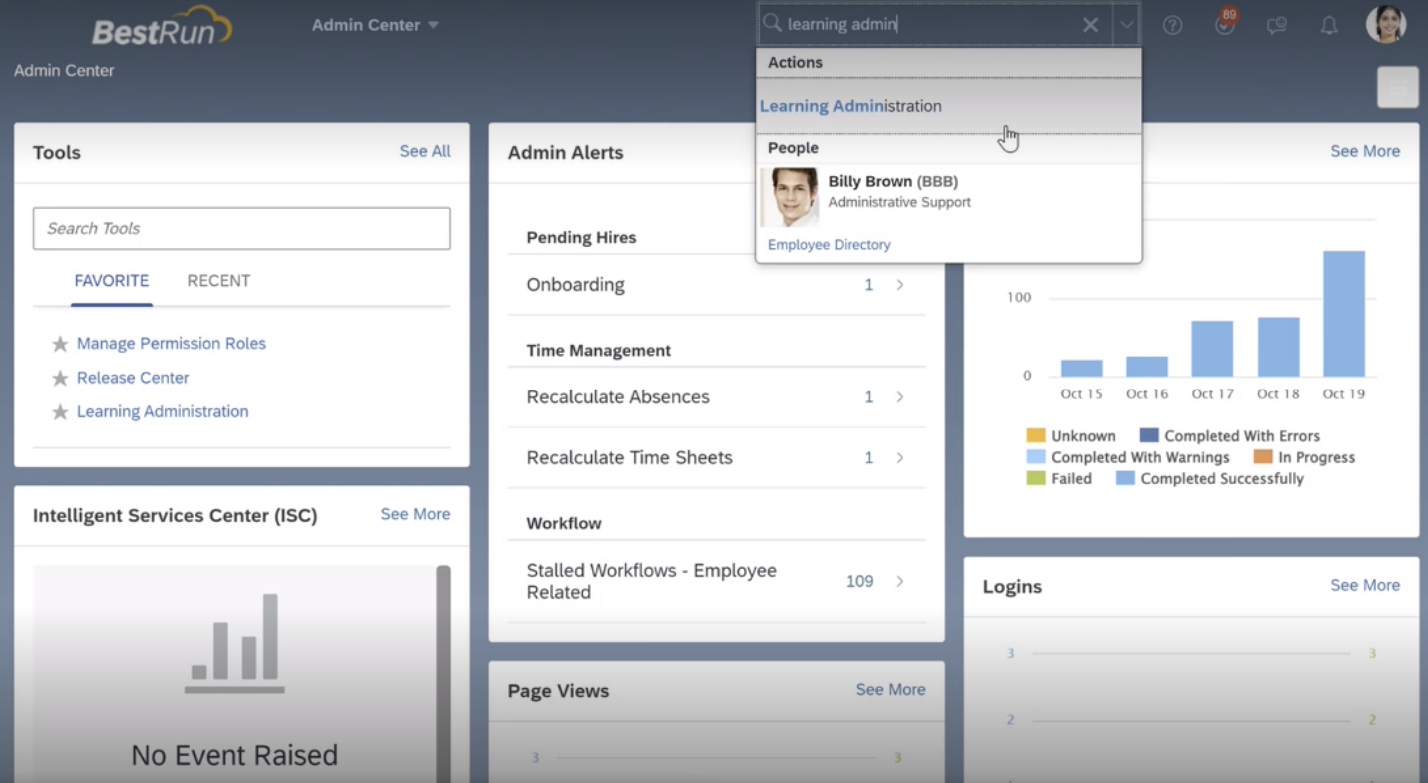 BestRun
Admin Center
learning admin
89
Admin Center
Actions
Learning Administration
People
Billy Brown (BBB)
Administrative Support
Employee Directory
Tools
See All
Search Tools
FAVORITE
RECENT
Manage Permission Roles
Release Center
Learning Administration
Intelligent Services Center (ISC)
See More
No Event Raised
Admin Alerts
Pending Hires
Onboarding 1
Time Management
Recalculate Absences 1
Recalculate Time Sheets 1
Workflow
Stalled Workflows - Employee
Related
109
Page Views
See More
3 3
See More
100
0
Oct 15 Oct 16 Oct 17 Oct 18 Oct 19
Unknown Completed With Errors
Completed With Warnings In Progress
Failed Completed Successfully
Logins
See More
3 3
2 2